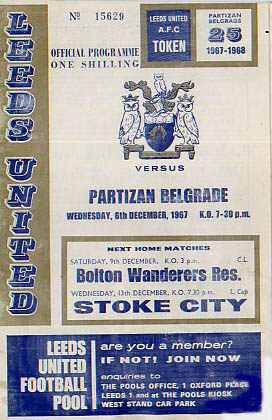 LEEDS UNITED
Nº 15629
OFFICIAL PROGRAMME
ONE SHILLING
LEEDS UNITED
A.F.C
TOKEN
PARTIZAN
BELGRADE
25
1967-1968
VERSUS
PARTIZAN BELGRADE
WEDNESDAY, 6th DECEMBER, 1967 K.O. 7-30 p.m.
NEXT HOME MATCHES
SATURDAY, 9th DECEMBER, K.O. 3 p.m. C.L
Bolton Wanderers Res.
WEDNESDAY, 13th DECEMBER, K.O. 7.30 p.m. L. Cup
STOKE CITY
LEEDS
UNITED
FOOTBALL
POOL
are you a member?
IF NOT! JOIN NOW
enquiries to
THE POOLS OFFICE, 1 OXFORD PLACE
LEEDS 1 and at THE POOLS KIOSK
WEST STAND CAR PARK